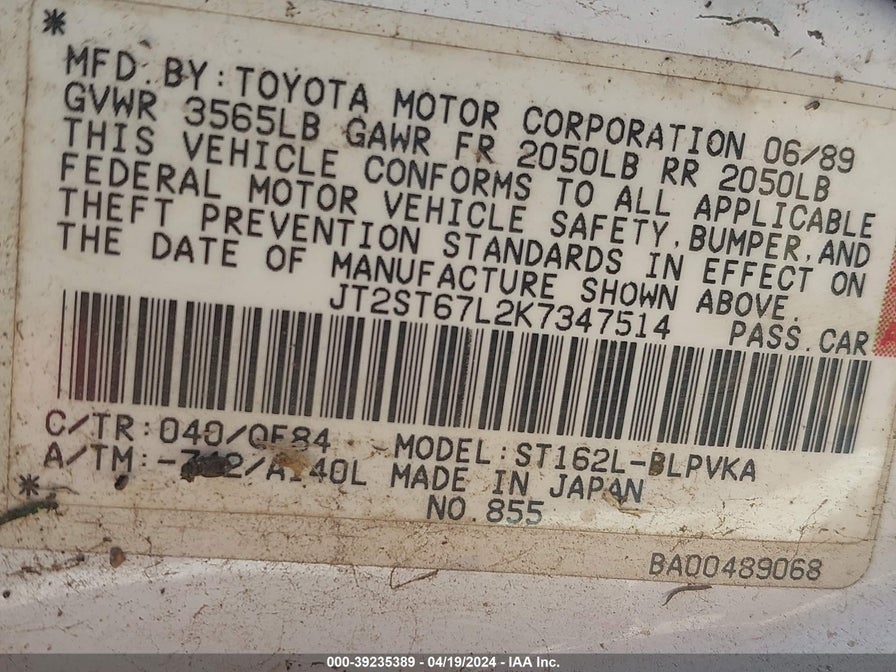 *
MFD. BY: TOYOTA MOTOR CORPORATION 06/89
GVWR 3565LB GAWR FR 2050LB RR 2050LB
THIS VEHICLE CONFORMS TO ALL APPLICABLE
FEDERAL MOTOR VEHICLE SAFETY, BUMPER, AND
THEFT PREVENTION STANDARDS IN EFFECT ON
THE DATE OF MANUFACTURE SHOWN ABOVE.
JT2ST67L2K7347514 PASS. CAR
C/TR: 040/QF84 MODEL: ST162L-BLPVKA
A/TM: MADE IN JAPAN
*
NO. 855
BA00489068
000-39235389 - 04/19/2024 - IAA Inc.